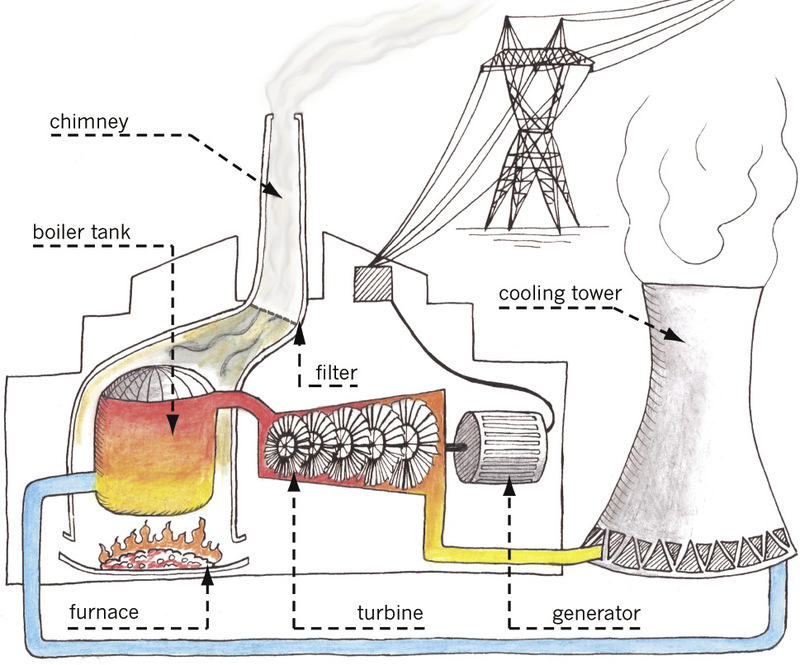 chimney
boiler tank
cooling tower
filter
furnace
turbine
generator